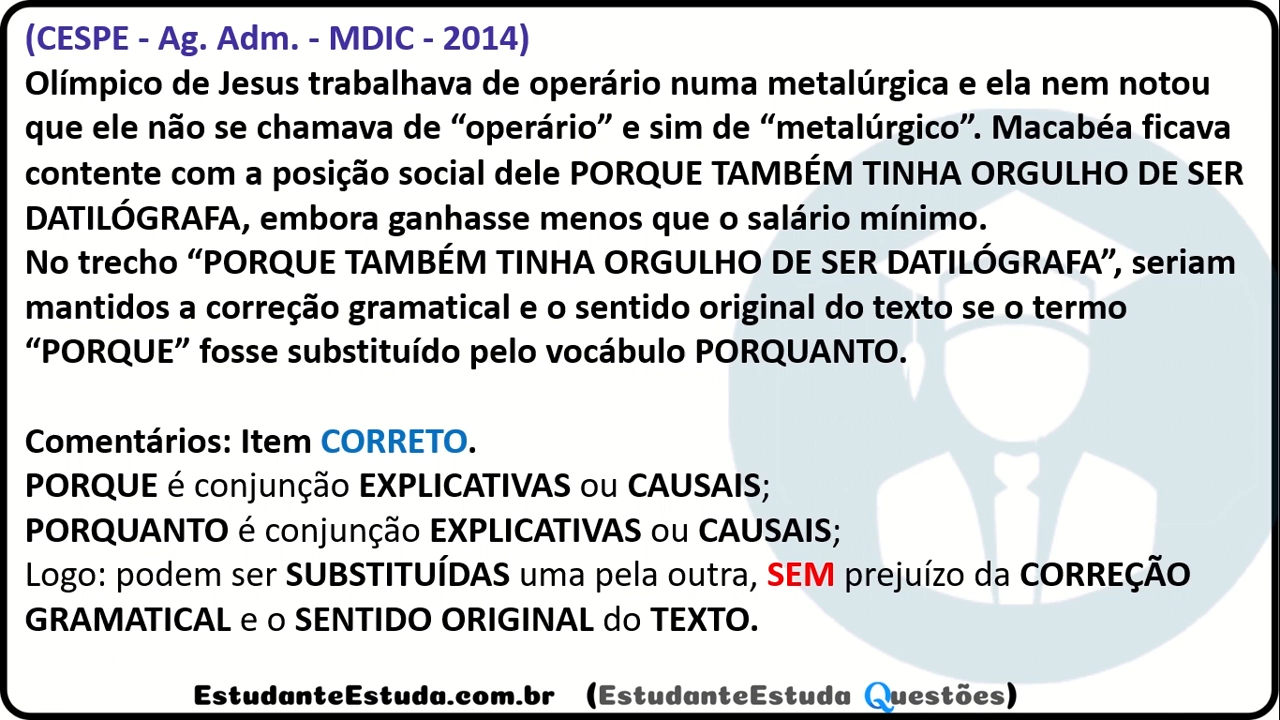 (CESPE - Ag. Adm. - MDIC - 2014)
Olímpico de Jesus trabalhava de operário numa metalúrgica e ela nem notou
que ele não se chamava de “operário” e sim de “metalúrgico”. Macabéa ficava
contente com a posição social dele PORQUE TAMBÉM TINHA ORGULHO DE SER
DATILÓGRAFA, embora ganhasse menos que o salário mínimo.
No trecho “PORQUE TAMBÉM TINHA ORGULHO DE SER DATILÓGRAFA”, seriam
mantidos a correção gramatical e o sentido original do texto se o termo
“PORQUE” fosse substituído pelo vocábulo PORQUANTO.
Comentários: Item CORRETO.
PORQUE é conjunção EXPLICATIVAS ou CAUSAIS;
PORQUANTO é conjunção EXPLICATIVAS ou CAUSAIS;
Logo: podem ser SUBSTITUÍDAS uma pela outra, SEM prejuízo da CORREÇÃO
GRAMATICAL e o SENTIDO ORIGINAL do TEXTO.
EstudanteEstuda.com.br (EstudanteEstuda Questões)